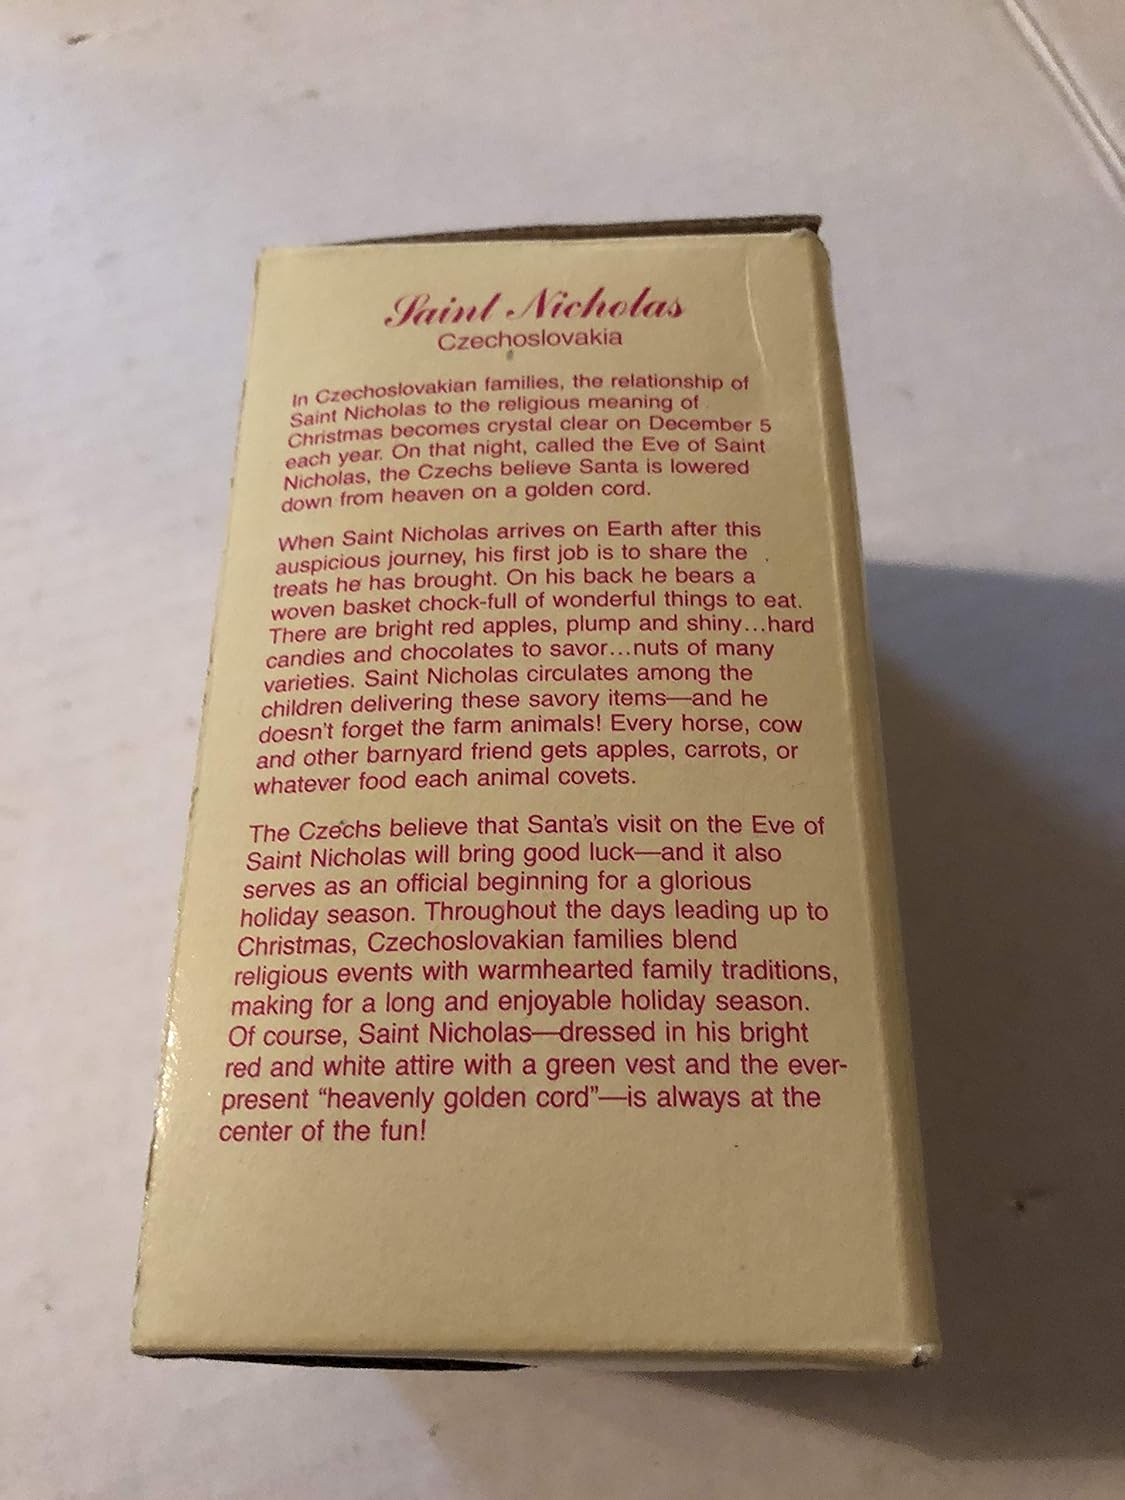 Saint Nicholas
Czechoslovakia
In Czechoslovakian families, the relationship of
Saint Nicholas to the religious meaning of
Christmas becomes crystal clear on December 5
each year. On that night, called the Eve of Saint
Nicholas, the Czechs believe Santa is lowered
down from heaven on a golden cord.
When Saint Nicholas arrives on Earth after this
auspicious journey, his first job is to share the
treats he has brought. On his back he bears a
woven basket chock-full of wonderful things to eat.
There are bright red apples, plump and shiny...hard
candies and chocolates to savor...nuts of many
varieties. Saint Nicholas circulates among the
children delivering these savory items—and he
doesn't forget the farm animals! Every horse, cow
and other barnyard friend gets apples, carrots, or
whatever food each animal covets.
The Czechs believe that Santa's visit on the Eve of
Saint Nicholas will bring good luck—and it also
serves as an official beginning for a glorious
holiday season. Throughout the days leading up to
Christmas, Czechoslovakian families blend
religious events with warmhearted family traditions,
making for a long and enjoyable holiday season.
Of course, Saint Nicholas—dressed in his bright
red and white attire with a green vest and the ever-
present “heavenly golden cord”—is always at the
center of the fun!